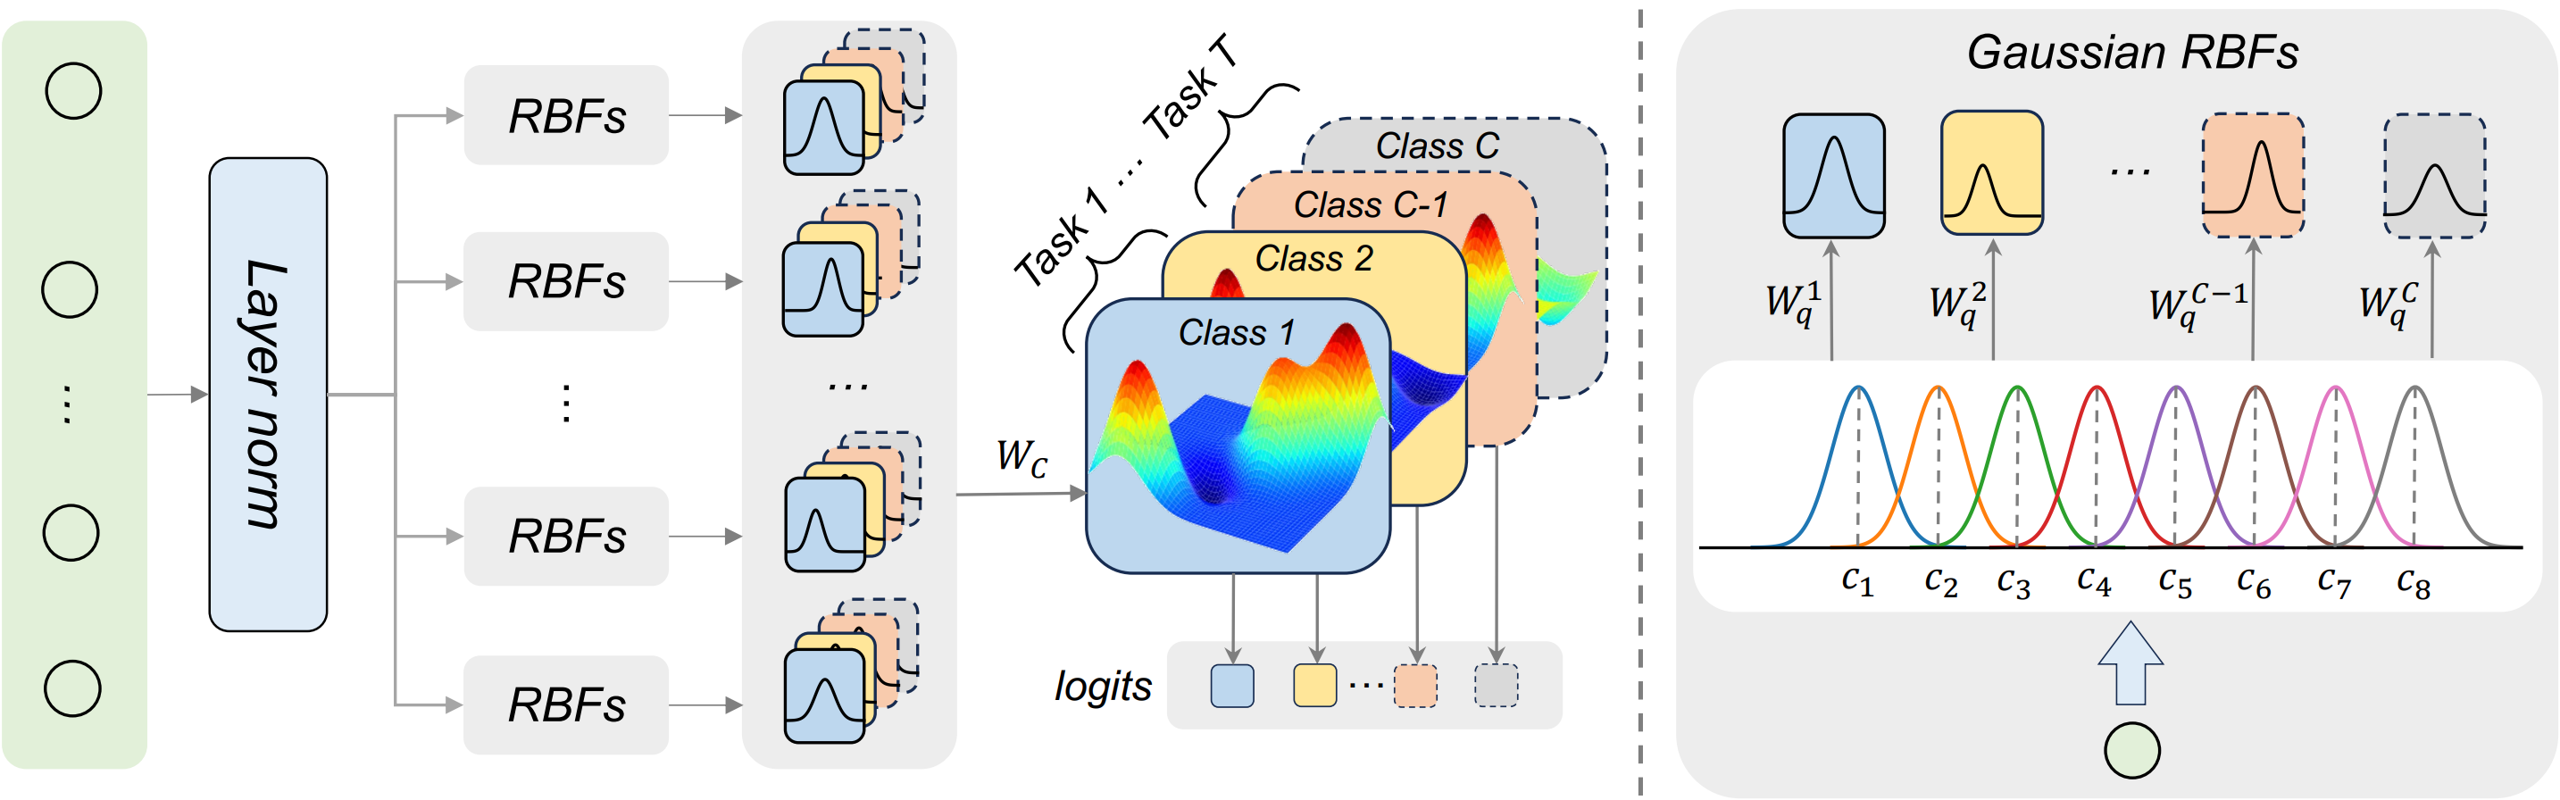 Layer norm
RBFs
RBFs
⋮
RBFs
RBFs
...
...
W_C
Task 1 ... Task T
Class C
Class C-1
Class 2
Class 1
logits
...
Gaussian RBFs
...
W_q^1
W_q^2
W_q^{C-1}
W_q^C
c_1 c_2 c_3 c_4 c_5 c_6 c_7 c_8